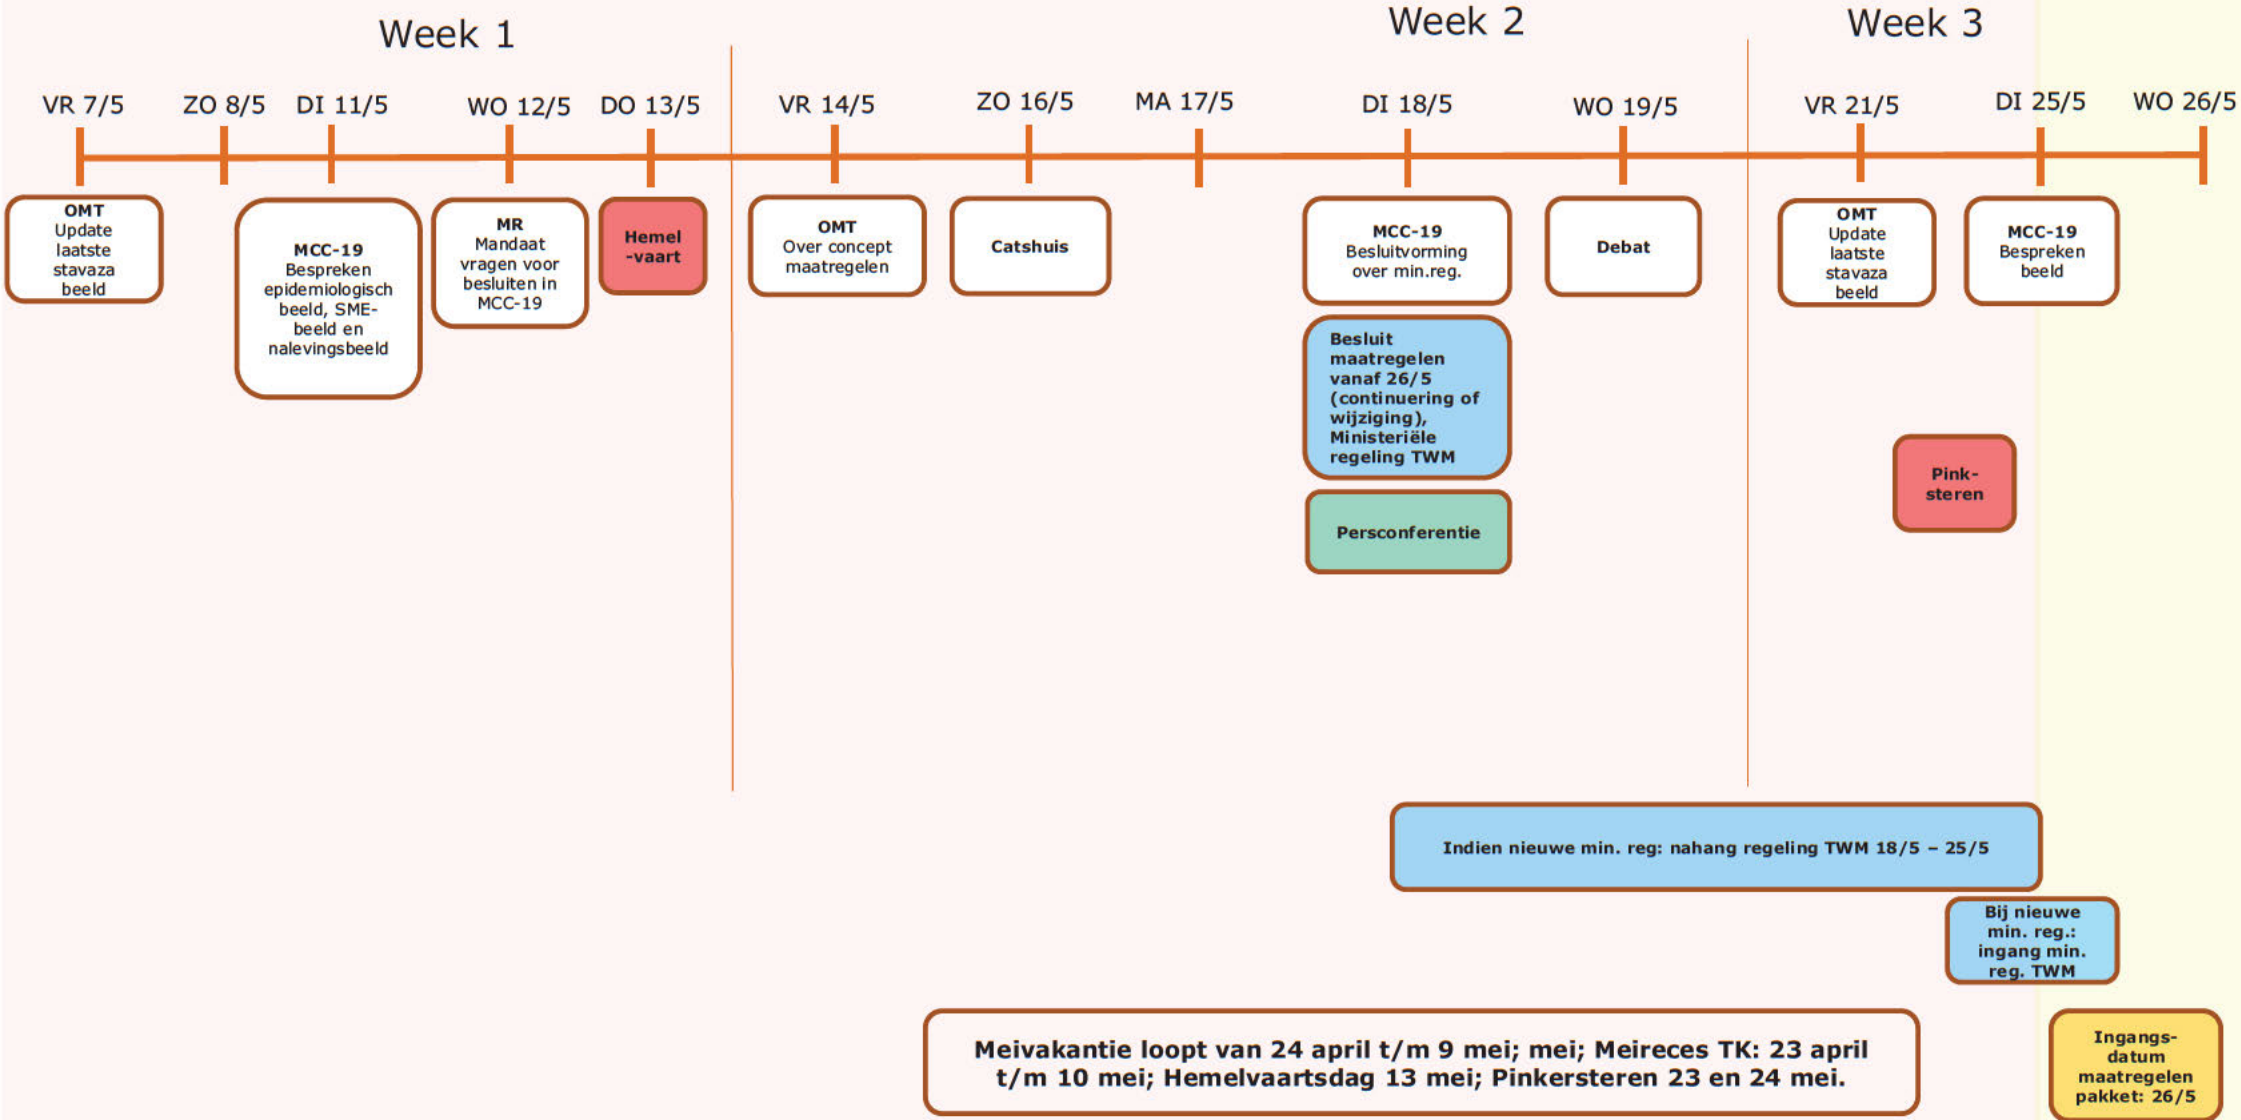 Week 1
Week 2
Week 3
VR 7/5
ZO 8/5
DI 11/5
WO 12/5
DO 13/5
VR 14/5
ZO 16/5
MA 17/5
DI 18/5
WO 19/5
VR 21/5
DI 25/5
WO 26/5
OMT
Update
laatste
stavaza
beeld
MCC-19
Bespreken
epidemiologisch
beeld, SME-
beeld en
nalevingsbeeld
MR
Mandaat
vragen voor
besluiten in
MCC-19
Hemel
-vaart
OMT
Over concept
maatregelen
Catshuis
MCC-19
Besluitvorming
over min.reg.
Besluit
maatregelen
vanaf 26/5
(continuering of
wijziging),
Ministeriële
regeling TWM
Persconferentie
Debat
OMT
Update
laatste
stavaza
beeld
MCC-19
Bespreken
beeld
Pink-
steren
Indien nieuwe min. reg: nahang regeling TWM 18/5 – 25/5
Bij nieuwe
min. reg.:
ingang min.
reg. TWM
Meivakantie loopt van 24 april t/m 9 mei; mei; Meireces TK: 23 april
t/m 10 mei; Hemelvaartsdag 13 mei; Pinkersteren 23 en 24 mei.
Ingangs-
datum
maatregelen
pakket: 26/5